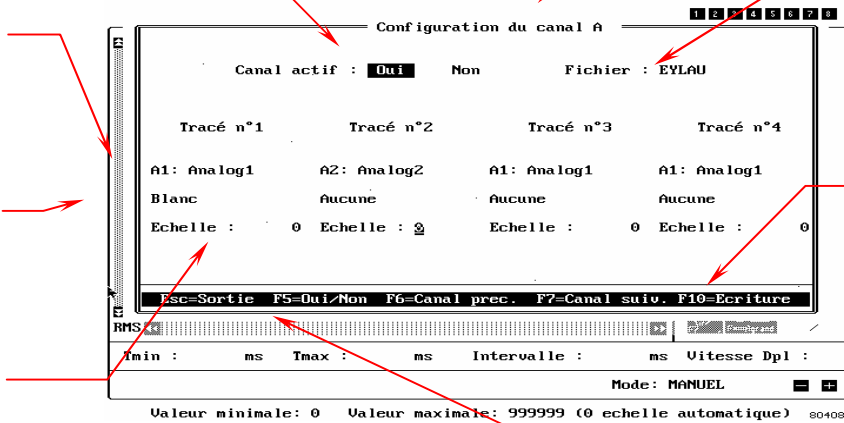 1 2 3 4 5 6 7 8
Configuration du canal A
Canal actif : Oui Non Fichier : EYLAU
Tracé n°1 Tracé n°2 Tracé n°3 Tracé n°4
A1: Analog1 A2: Analog2 A1: Analog1 A1: Analog1
Blanc Aucune Aucune Aucune
Echelle : 0 Echelle : 0 Echelle : 0 Echelle : 0
Esc=Sortie F5=Oui/Non F6=Canal prec. F7=Canal suiv. F10=Ecriture
RMS
Tmin : ms Tmax : ms Intervalle : ms Vitesse Dpl :
Mode: MANUEL
Valeur minimale: 0 Valeur maximale: 999999 (0 echelle automatique) 80408